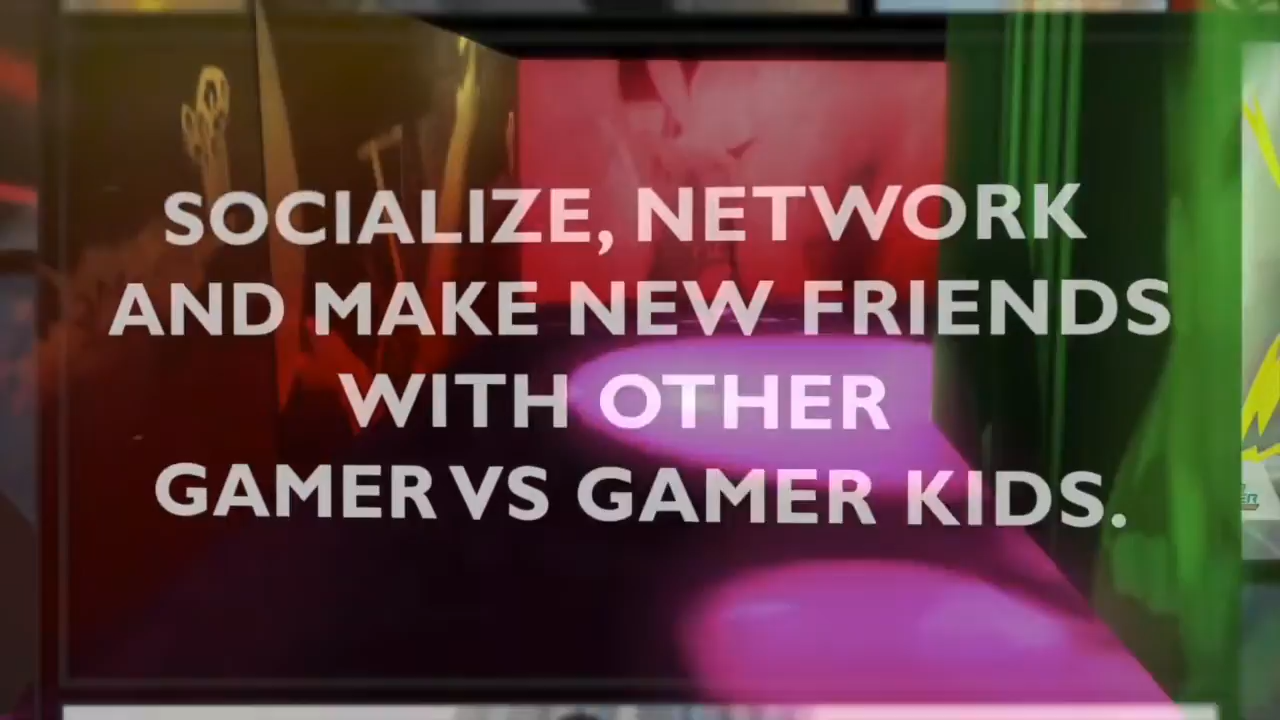 SOCIALIZE, NETWORK
AND MAKE NEW FRIENDS
WITH OTHER
GAMER VS GAMER KIDS.